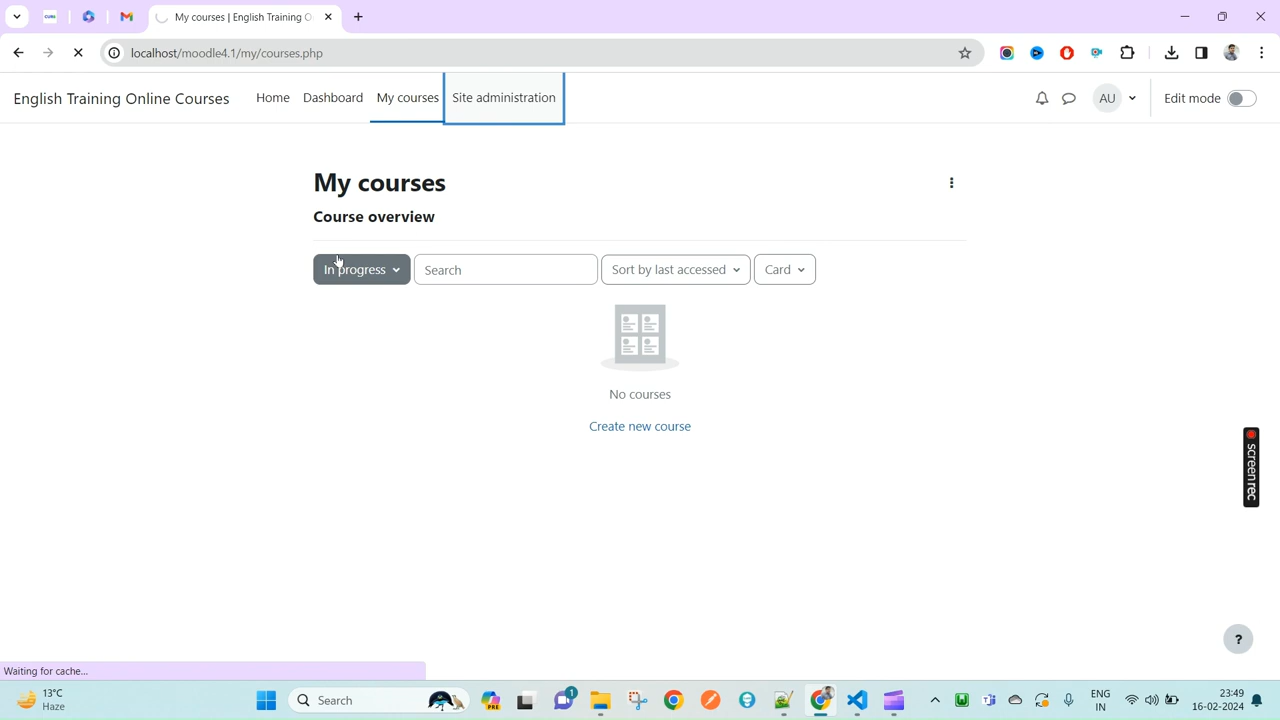 My courses | English Training O
localhost/moodle4.1/my/courses.php
English Training Online Courses
Home
Dashboard
My courses
Site administration
AU
Edit mode
My courses
Course overview
In progress
Search
Sort by last accessed
Card
No courses
Create new course
screenrec
?
Waiting for cache...
13°C
Haze
Search
1
ENG
IN
23:49
16-02-2024